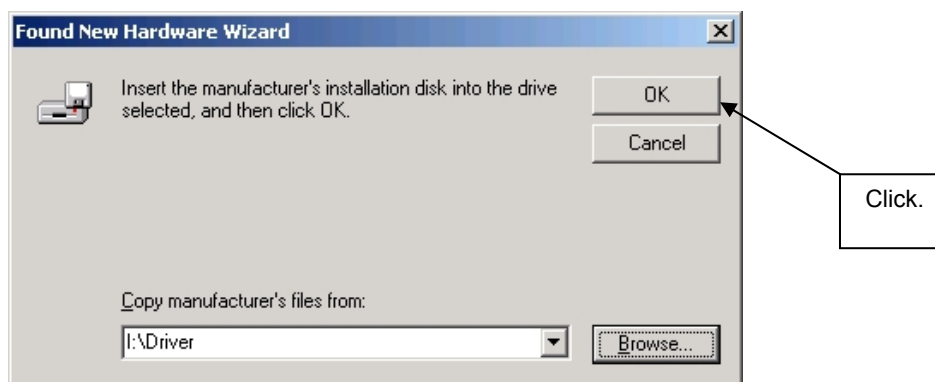 Found New Hardware Wizard
Insert the manufacturer's installation disk into the drive
selected, and then click OK.
OK
Cancel
Click.
Copy manufacturer's files from:
I:\Driver
Browse...